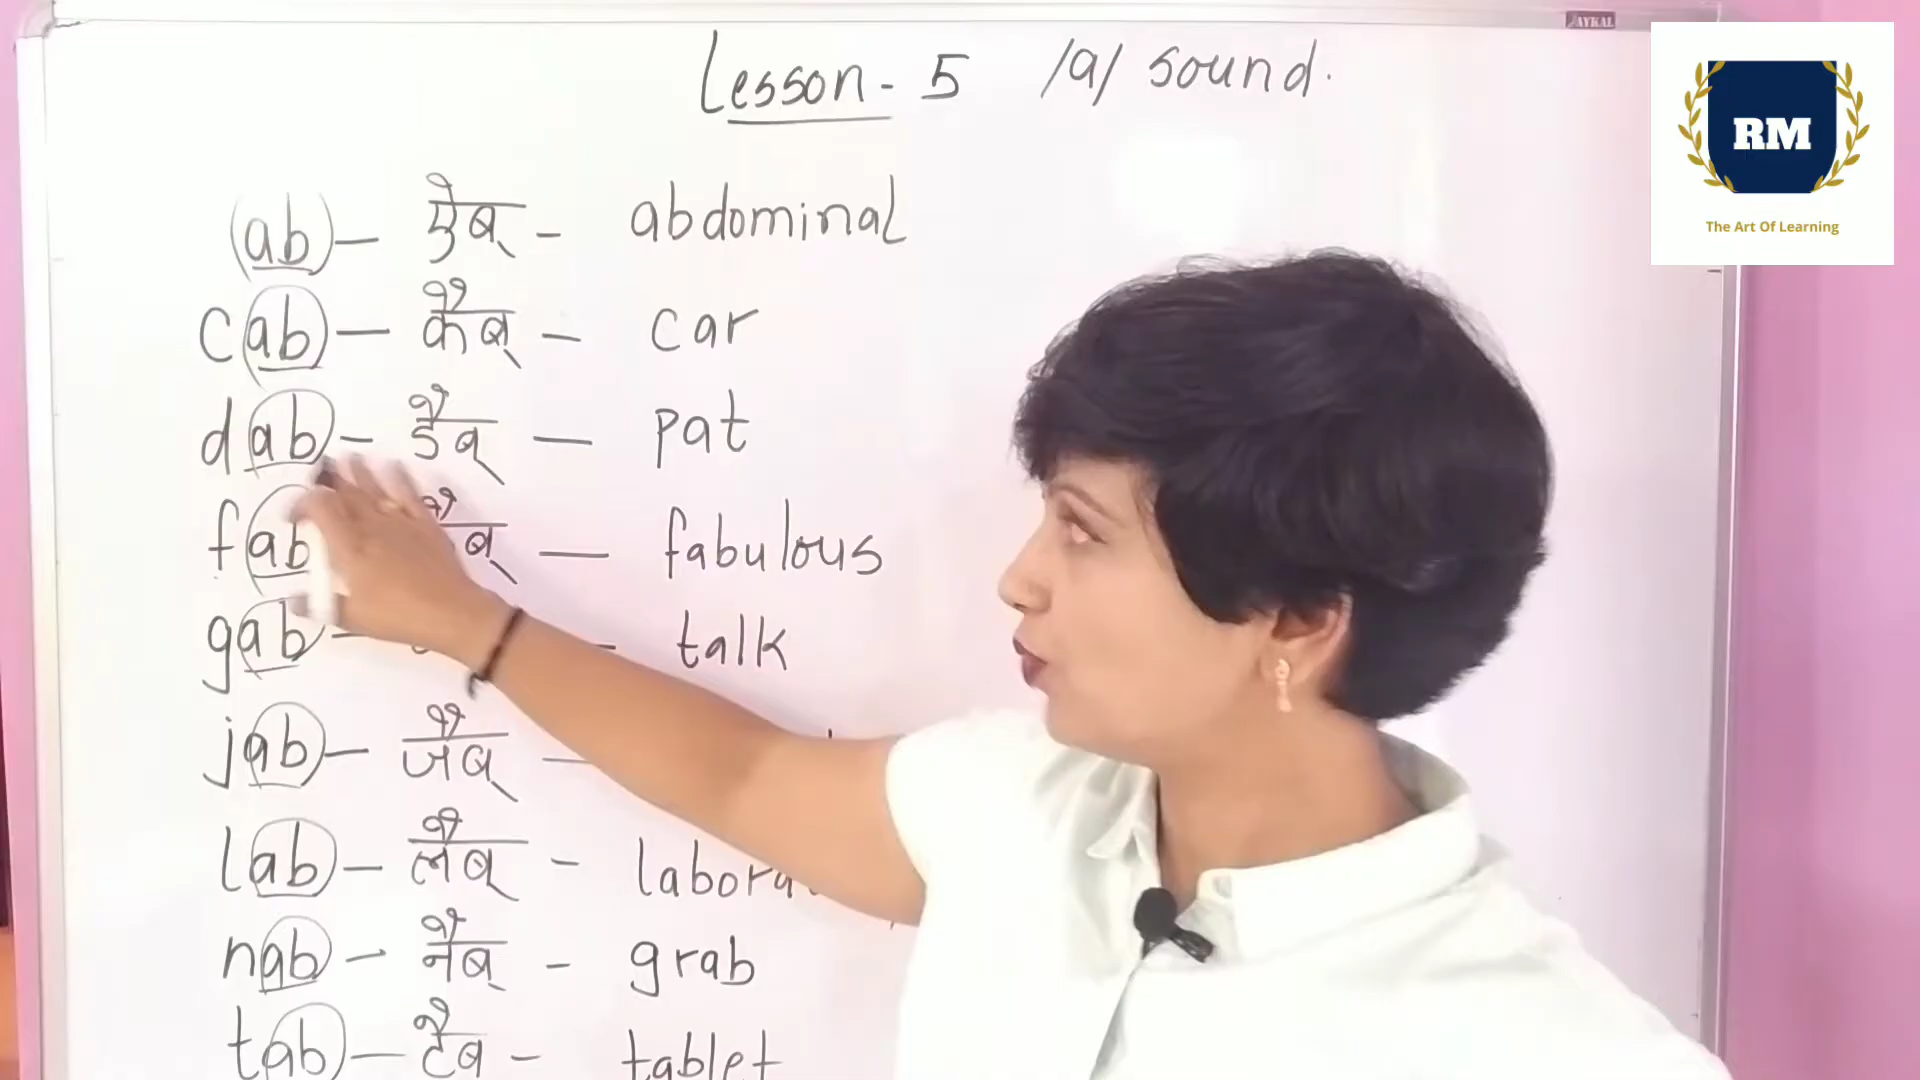 Lesson - 5 /a/ sound.
AYKAL
RM
The Art Of Learning
ab - ऐब् - abdominal
cab - कैब् - car
dab - डैब् - pat
fab ब् - fabulous
gab - - talk
jab - जैब् -
lab - लैब् -
nab - नैब् - grab
tab - टैब - tablet